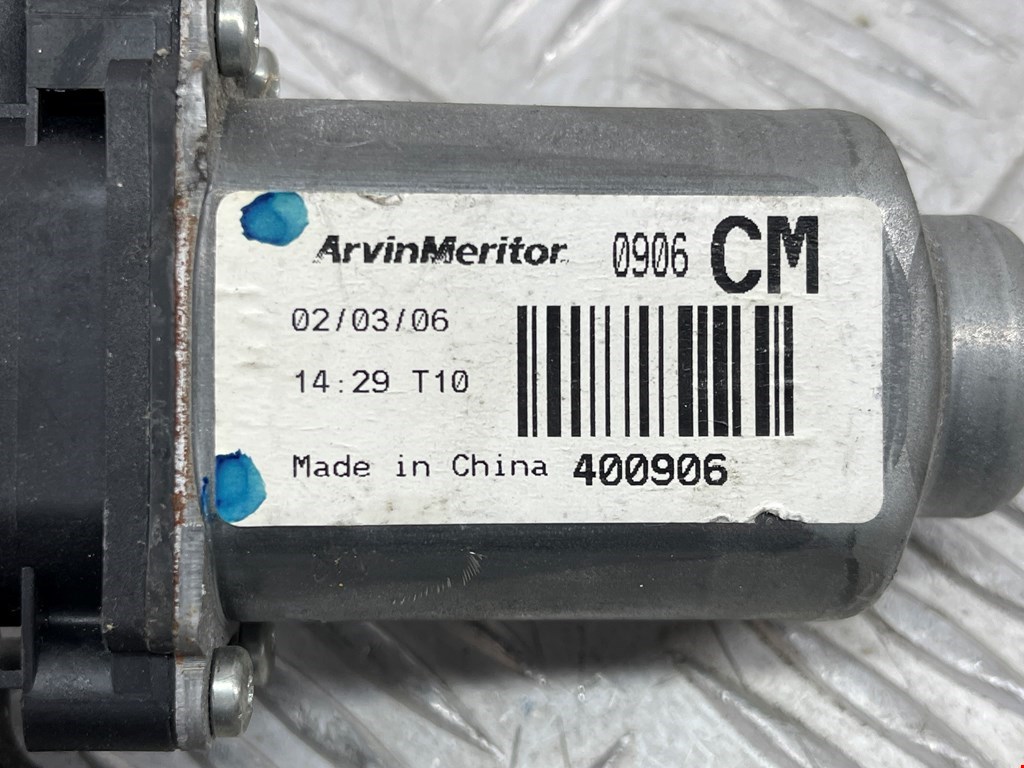 ArvinMeritor 0906 CM
02/03/06
14:29 T10
Made in China 400906